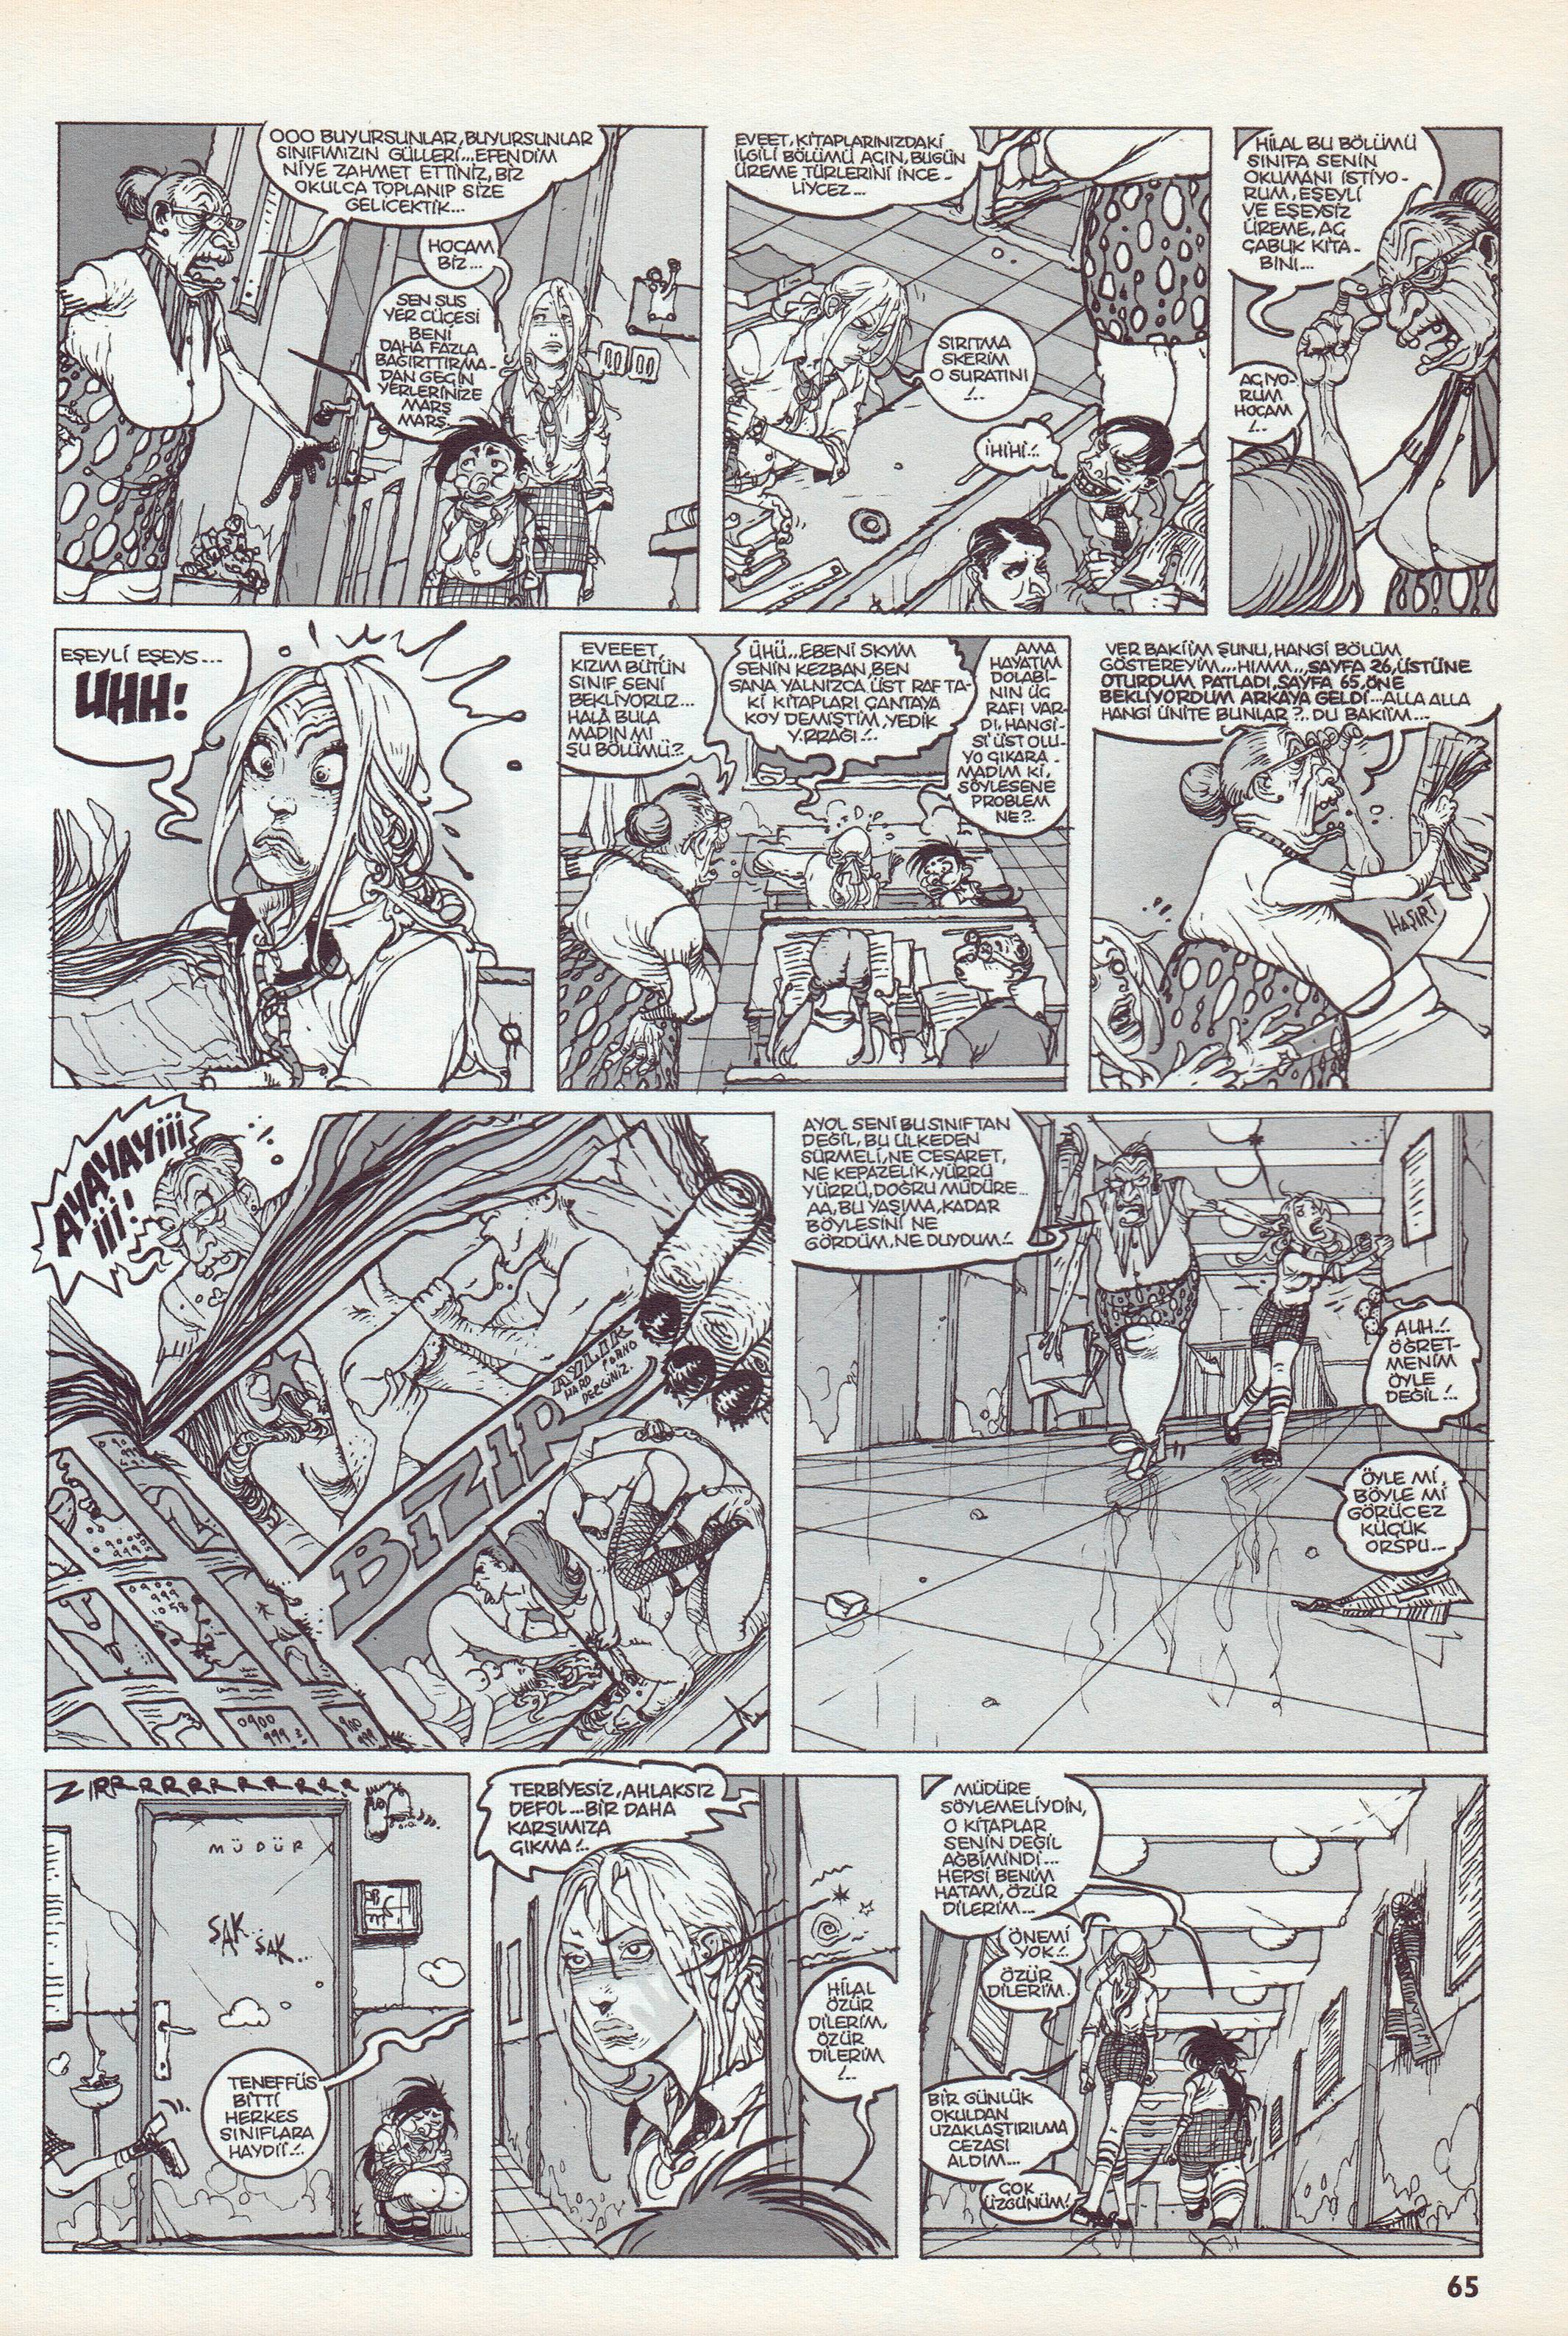 OOO BUYURSUNLAR, BUYURSUNLAR
SINIFIMIZIN GÜLLERİ...EFENDİM
NİYE ZAHMET ETTİNİZ, BİZ
OKULCA TOPLANIP SİZE
GELİCEKTİK...
HOCAM
BİZ...
SEN SUS
YER CÜCESİ
BENİ
DAHA FAZLA
BAĞIRTTIRMA-
DAN GEÇİN
YERLERİNİZE
MARŞ
MARŞ...
EVEET, KİTAPLARINIZDAKİ
İLGİLİ BÖLÜMÜ AÇIN, BUGÜN
ÜREME TÜRLERİNİ İNCE-
LİYCEZ...
SIRITMA
SKERİM
O SURATINI
!..
İHİHİ!..
HİLAL BU BÖLÜMÜ
SINIFA SENİN
OKUMANI İSTİYO-
RUM, EŞEYLİ
VE EŞEYSİZ
ÜREME, AÇ
ÇABUK KİTA-
BINI...
AÇIYO-
RUM
HOCAM
!..
EŞEYLİ EŞEYS...
UHH!
EVEEET,
KIZIM BÜTÜN
SINIF SENİ
BEKLİYORUZ...
HALÂ BULA
MADIN MI
ŞU BÖLÜMÜ?.
ÜHÜ...EBENİ SKYİM
SENİN KEZBAN, BEN
SANA YALNIZCA ÜST RAFTA-
Kİ KİTAPLARI ÇANTAYA
KOY DEMİŞTİM, YEDİK
Y.RRAĞI!..
AMA
HAYATIM
DOLABI-
NIN ÜÇ
RAFI VAR-
DI, HANGİ-
Sİ ÜST OLU-
YO ÇIKARA-
MADIM Kİ,
SÖYLESENE
PROBLEM
NE?.
VER BAKİİM ŞUNU, HANGİ BÖLÜM
GÖSTEREYİM...HIMM...SAYFA 26, ÜSTÜNE
OTURDUM PATLADI, SAYFA 65, ÖNE
BEKLİYORDUM ARKAYA GELDİ...ALLA ALLA
HANGİ ÜNİTE BUNLAR?.. DU BAKİİM...
HAŞIRT
AYAYAYİİİ
İİİ!
AYLIK
HARD PORNO
DERGİNİZ.
BIZIR
0900
999
10 58
0900
999
900
999
AYOL SENİ BU SINIFTAN
DEĞİL, BU ÜLKEDEN
SÜRMELİ, NE CESARET,
NE KEPAZELİK, YÜRRÜ
YÜRRÜ, DOĞRU MÜDÜRE...
AA, BU YAŞIMA, KADAR
BÖYLESİNİ NE
GÖRDÜM, NE DUYDUM!..
AUH!..
ÖĞRET-
MENİM
ÖYLE
DEĞİL!..
ÖYLE Mİ,
BÖYLE Mİ
GÖRÜCEZ
KÜÇÜK
ORSPU...
ZIRRRRRRRRRRRR
MÜDÜR
ŞAK.. ŞAK...
TENEFFÜS
BİTTİ
HERKES
SINIFLARA
HAYDİİ!..
TERBİYESİZ, AHLAKSIZ
DEFOL...BİR DAHA
KARŞIMIZA
ÇIKMA!..
HİLAL
ÖZÜR
DİLERİM,
ÖZÜR
DİLERİM
!..
MÜDÜRE
SÖYLEMELİYDİN,
O KİTAPLAR
SENİN DEĞİL
AĞBİMİNDİ...
HEPSİ BENİM
HATAM, ÖZÜR
DİLERİM...
ÖNEMİ
YOK!..
ÖZÜR
DİLERİM.
BİR GÜNLÜK
OKULDAN
UZAKLAŞTIRILMA
CEZASI
ALDIM...
ÇOK
ÜZGÜNÜM!
65